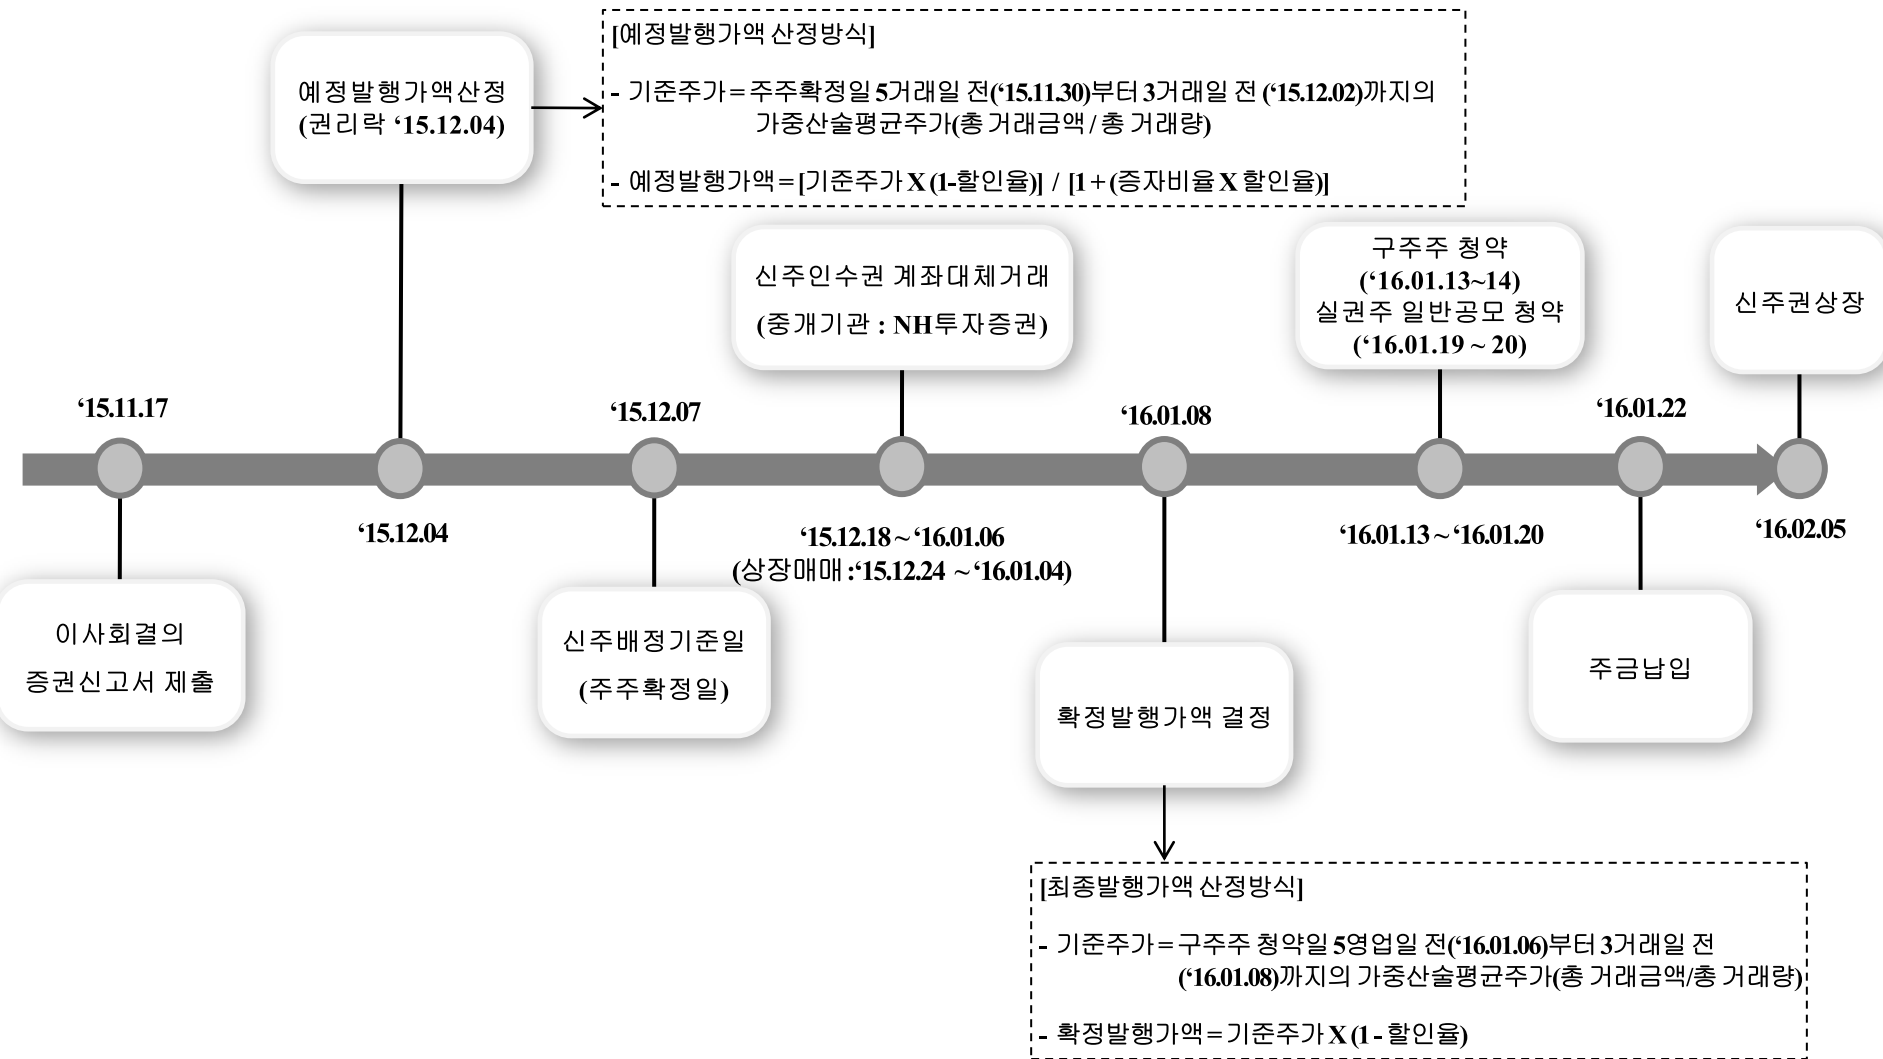 [예정발행가액 산정방식]
- 기준주가 = 주주확정일 5거래일 전(‘15.11.30)부터 3거래일 전 (‘15.12.02)까지의
가중산술평균주가(총 거래금액 / 총 거래량)
- 예정발행가액 = [기준주가 X (1-할인율)] / [1 + (증자비율 X 할인율)]
예정발행가액산정
(권리락 ‘15.12.04)
신주인수권 계좌대체거래
(중개기관 : NH투자증권)
구주주 청약
(‘16.01.13~14)
실권주 일반공모 청약
(‘16.01.19 ~ 20)
신주권상장
‘15.11.17
‘15.12.07
‘16.01.08
‘16.01.22
‘15.12.04
‘15.12.18 ~ ‘16.01.06
(상장매매 :‘15.12.24 ~ ‘16.01.04)
‘16.01.13 ~ ‘16.01.20
‘16.02.05
이사회결의
증권신고서 제출
신주배정기준일
(주주확정일)
확정발행가액 결정
주금납입
[최종발행가액 산정방식]
- 기준주가 = 구주주 청약일 5영업일 전(‘16.01.06)부터 3거래일 전
(‘16.01.08)까지의 가중산술평균주가(총 거래금액/총 거래량)
- 확정발행가액 = 기준주가 X (1 - 할인율)